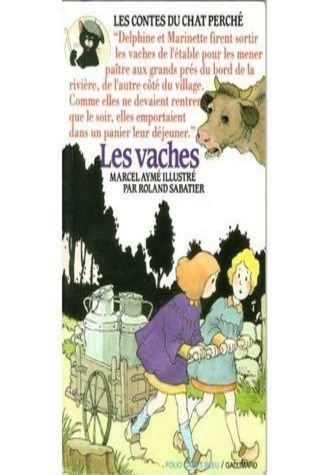 LES CONTES DU CHAT PERCHÉ
"Delphine et Marinette firent sortir
les vaches de l'étable pour les mener
paître aux grands prés du bord de la
rivière, de l'autre côté du village.
Comme elles ne devaient rentrer
que le soir, elles emportaient
dans un panier leur déjeuner."
Les vaches
MARCEL AYMÉ ILLUSTRÉ
PAR ROLAND SABATIER
FOLIO CADET BLEU / GALLIMARD